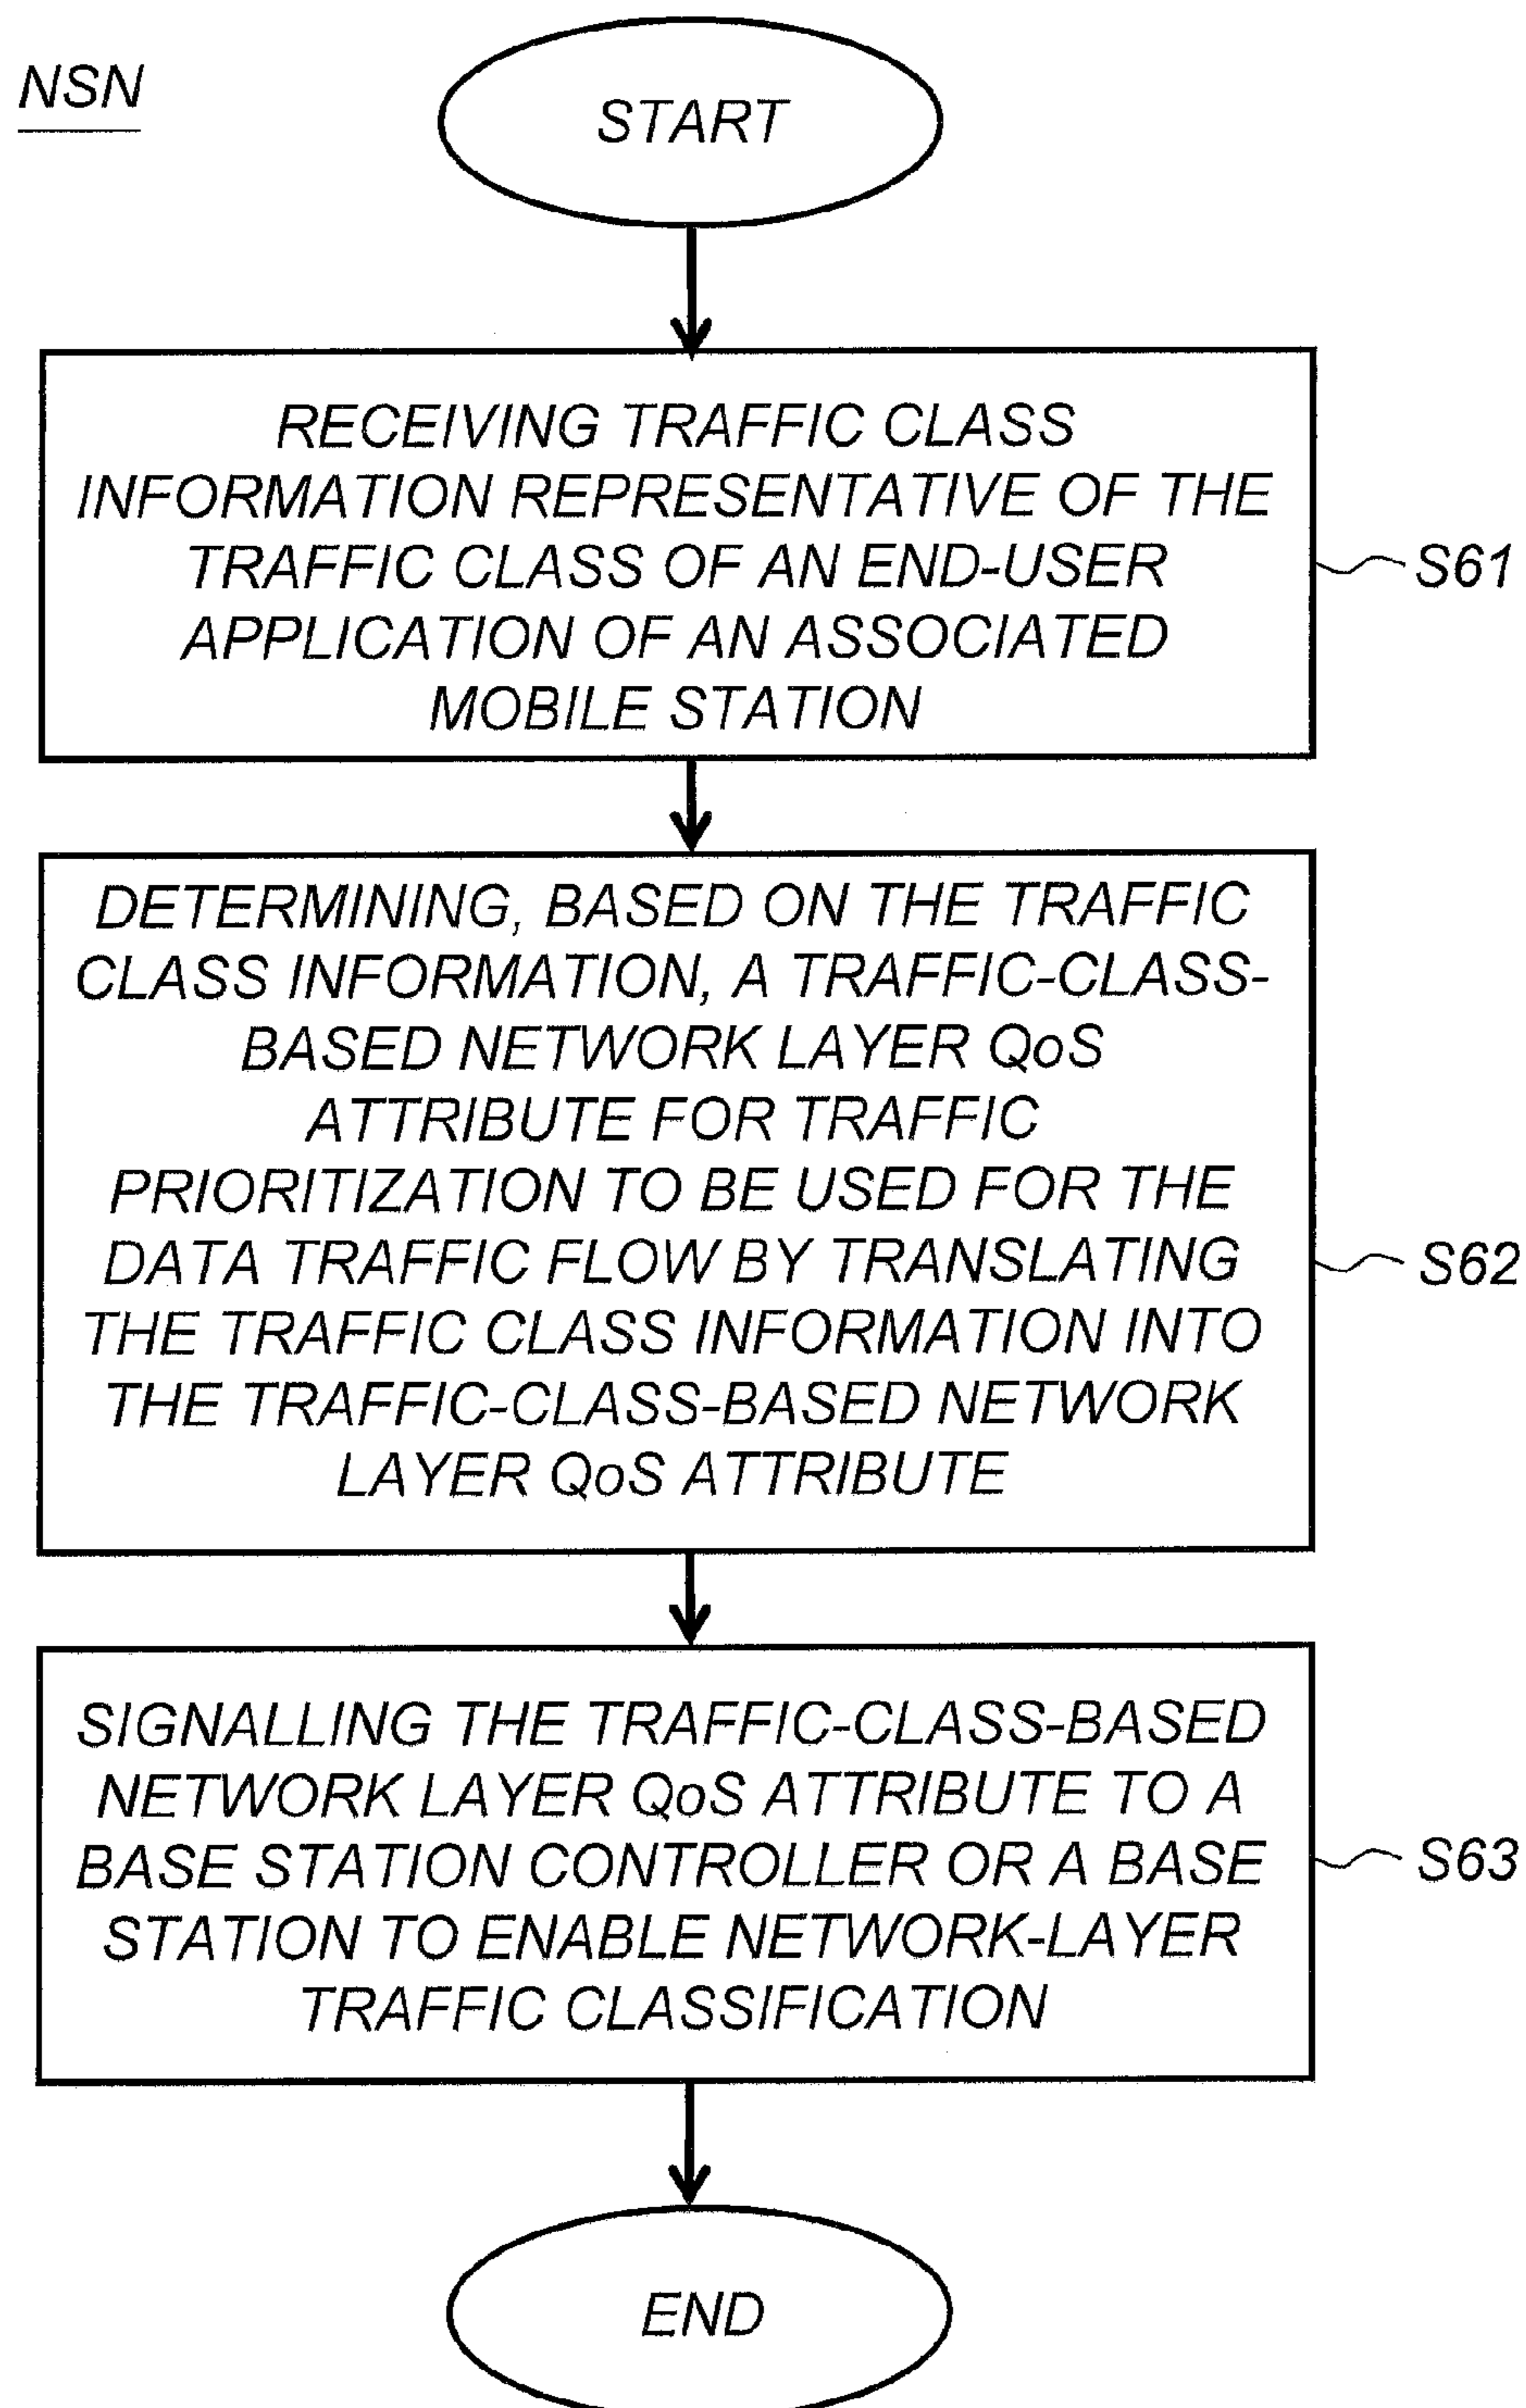 NSN
START
RECEIVING TRAFFIC CLASS
INFORMATION REPRESENTATIVE OF THE
TRAFFIC CLASS OF AN END-USER
APPLICATION OF AN ASSOCIATED
MOBILE STATION
S61
DETERMINING, BASED ON THE TRAFFIC
CLASS INFORMATION, A TRAFFIC-CLASS-
BASED NETWORK LAYER QoS
ATTRIBUTE FOR TRAFFIC
PRIORITIZATION TO BE USED FOR THE
DATA TRAFFIC FLOW BY TRANSLATING
THE TRAFFIC CLASS INFORMATION INTO
THE TRAFFIC-CLASS-BASED NETWORK
LAYER QoS ATTRIBUTE
S62
SIGNALLING THE TRAFFIC-CLASS-BASED
NETWORK LAYER QoS ATTRIBUTE TO A
BASE STATION CONTROLLER OR A BASE
STATION TO ENABLE NETWORK-LAYER
TRAFFIC CLASSIFICATION
S63
END